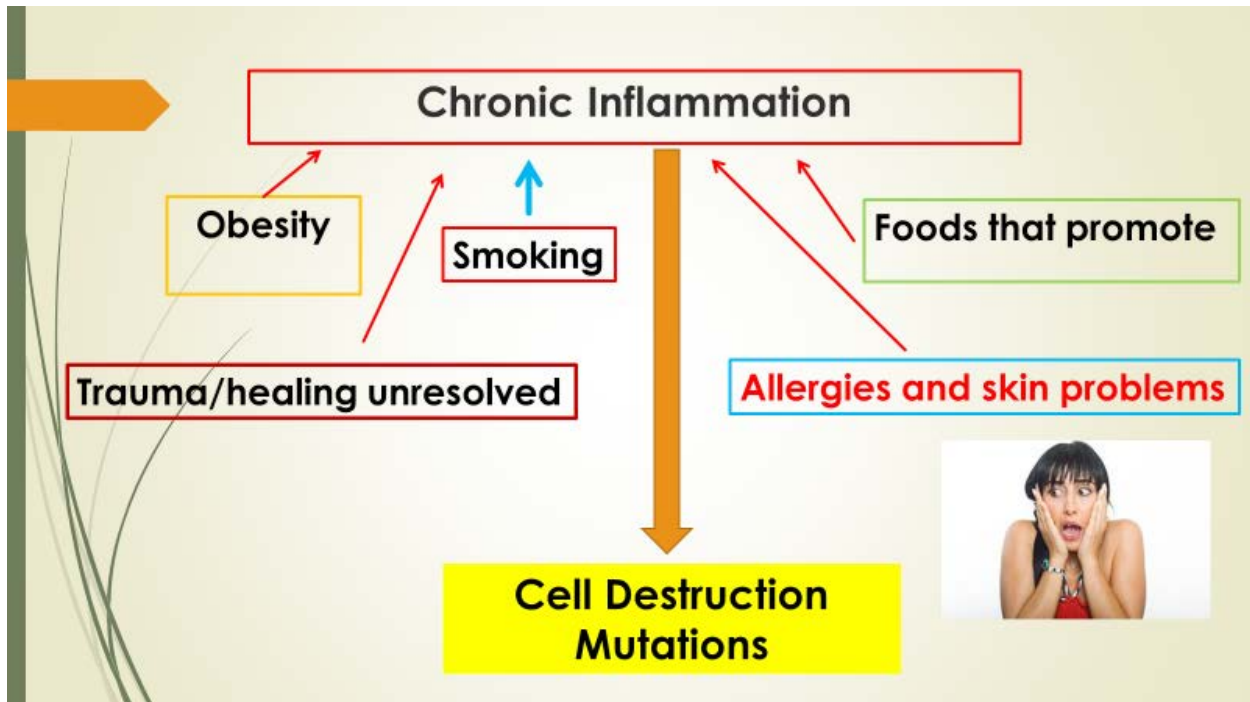 Chronic Inflammation
Obesity
Smoking
Foods that promote
Trauma/healing unresolved
Allergies and skin problems
Cell Destruction
Mutations